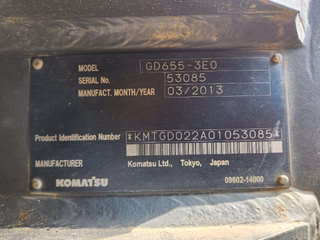 MODEL GD655-3E0
SERIAL No. 53085
MANUFACT. MONTH/YEAR 03/2013
Product Identification Number *KMTGD022A01053085*
MANUFACTURER Komatsu Ltd., Tokyo, Japan
KOMATSU
09602-14800